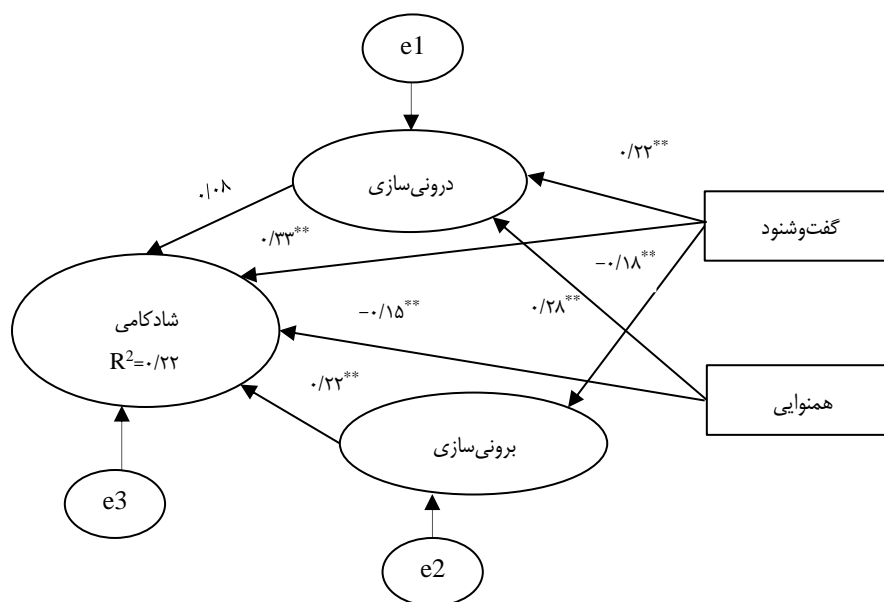 e1
۰/۲۲**
درونی‌سازی
۰/۰۸
گفت‌وشنود
۰/۳۳**
-۰/۱۸**
۰/۲۸**
-۰/۱۵**
شادکامی
R²=۰/۲۲
۰/۲۲**
همنوایی
برونی‌سازی
e3
e2